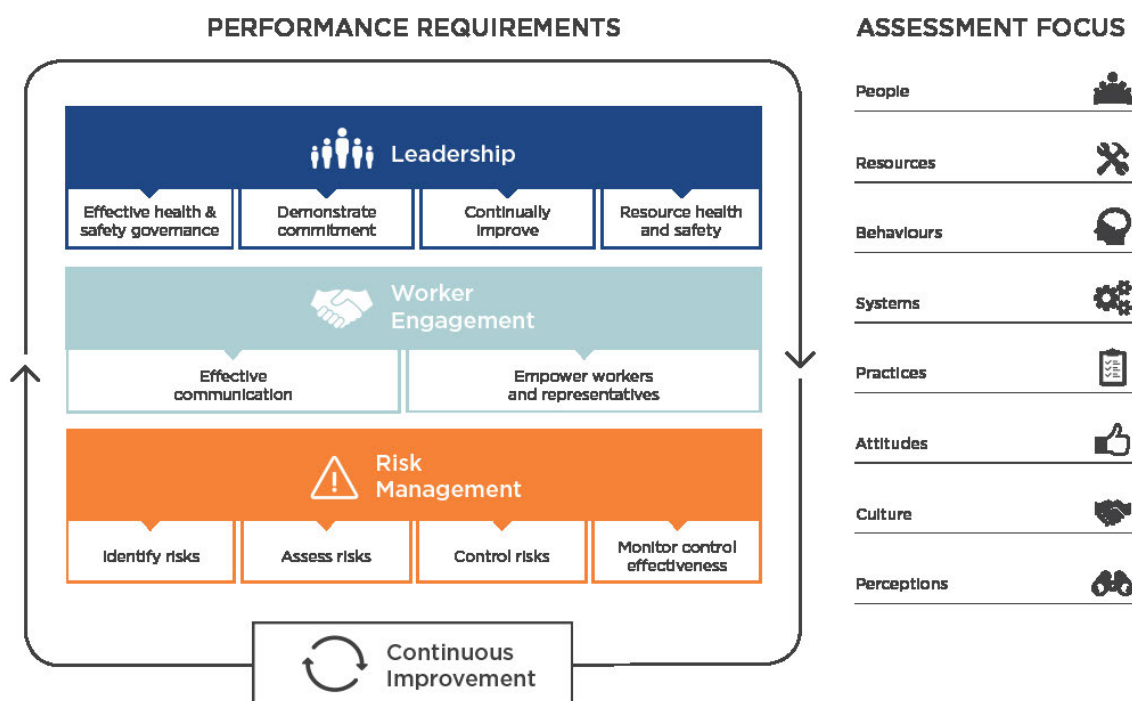 PERFORMANCE REQUIREMENTS
Leadership
Effective health &
safety governance
Demonstrate
commitment
Continually
improve
Resource health
and safety
Worker
Engagement
Effective
communication
Empower workers
and representatives
Risk
Management
Identify risks
Assess risks
Control risks
Monitor control
effectiveness
Continuous
Improvement
ASSESSMENT FOCUS
People
Resources
Behaviours
Systems
Practices
Attitudes
Culture
Perceptions